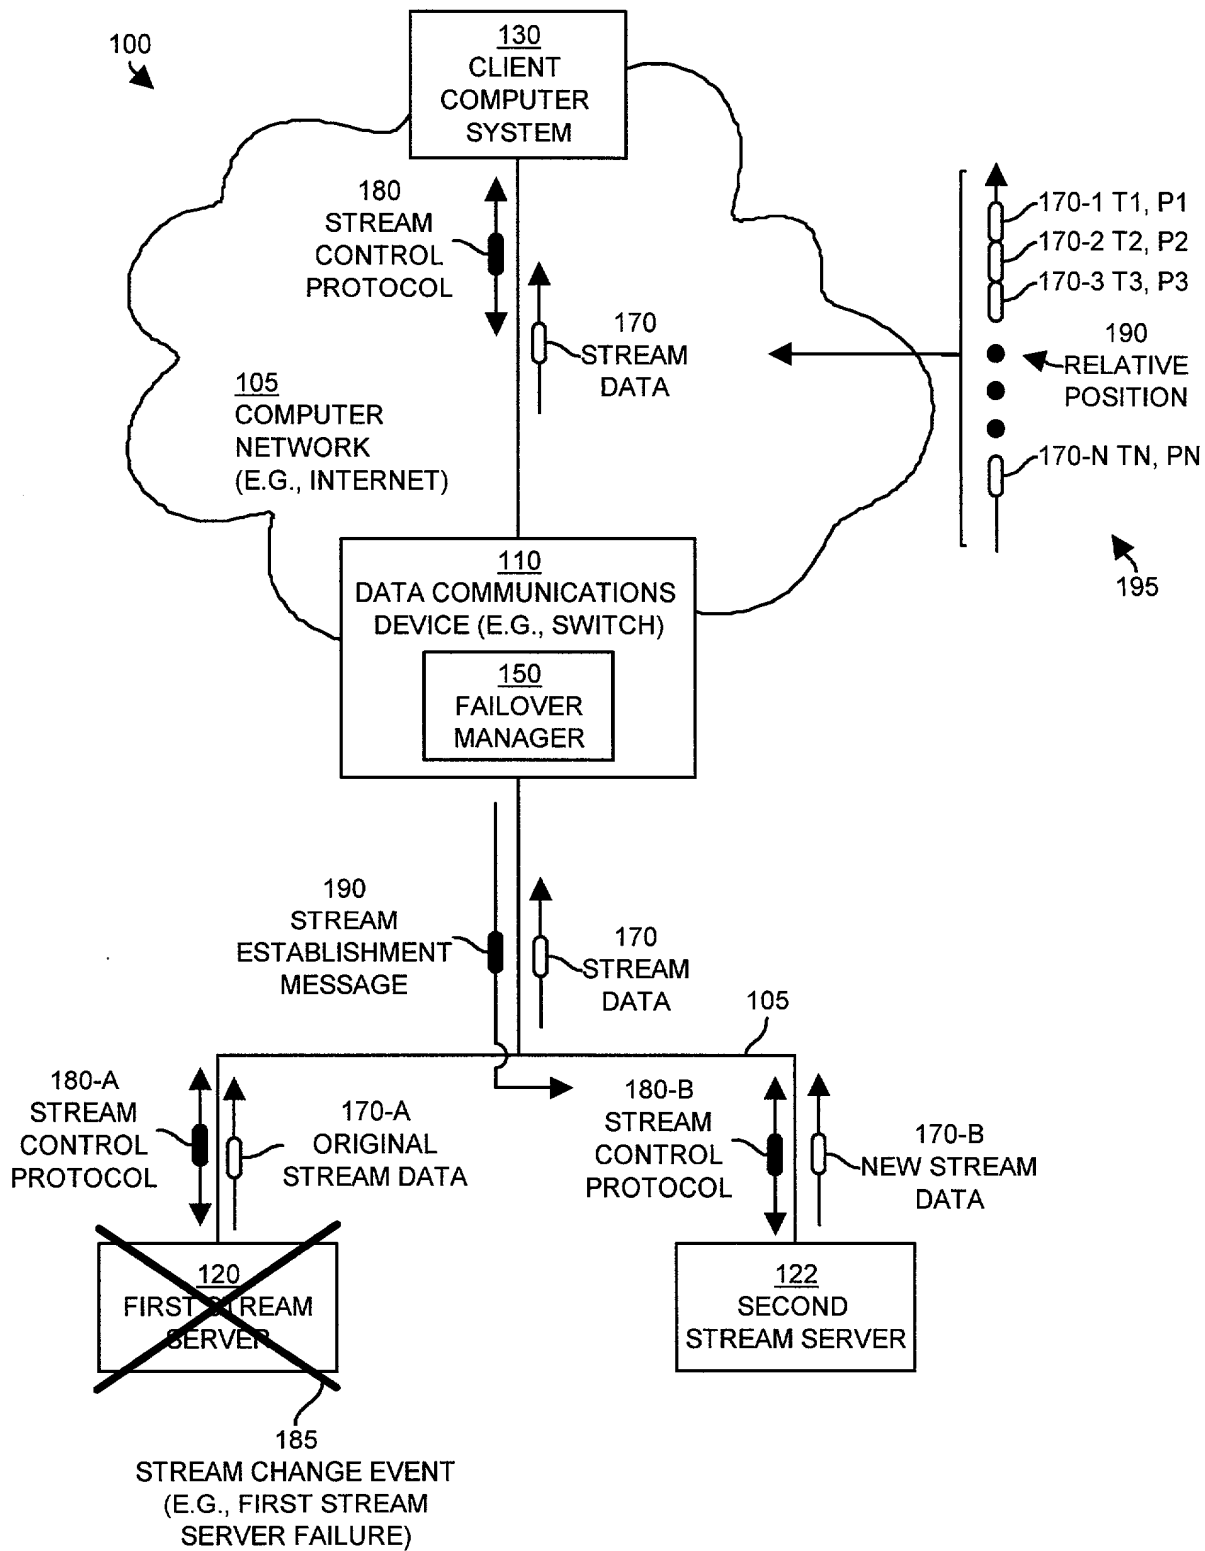 100
130
CLIENT
COMPUTER
SYSTEM
180
STREAM
CONTROL
PROTOCOL
170
STREAM
DATA
170-1 T1, P1
170-2 T2, P2
170-3 T3, P3
190
RELATIVE
POSITION
170-N TN, PN
195
105
COMPUTER
NETWORK
(E.G., INTERNET)
110
DATA COMMUNICATIONS
DEVICE (E.G., SWITCH)
150
FAILOVER
MANAGER
190
STREAM
ESTABLISHMENT
MESSAGE
170
STREAM
DATA
105
180-A
STREAM
CONTROL
PROTOCOL
170-A
ORIGINAL
STREAM DATA
180-B
STREAM
CONTROL
PROTOCOL
170-B
NEW STREAM
DATA
120
FIRST STREAM
SERVER
122
SECOND
STREAM SERVER
185
STREAM CHANGE EVENT
(E.G., FIRST STREAM
SERVER FAILURE)